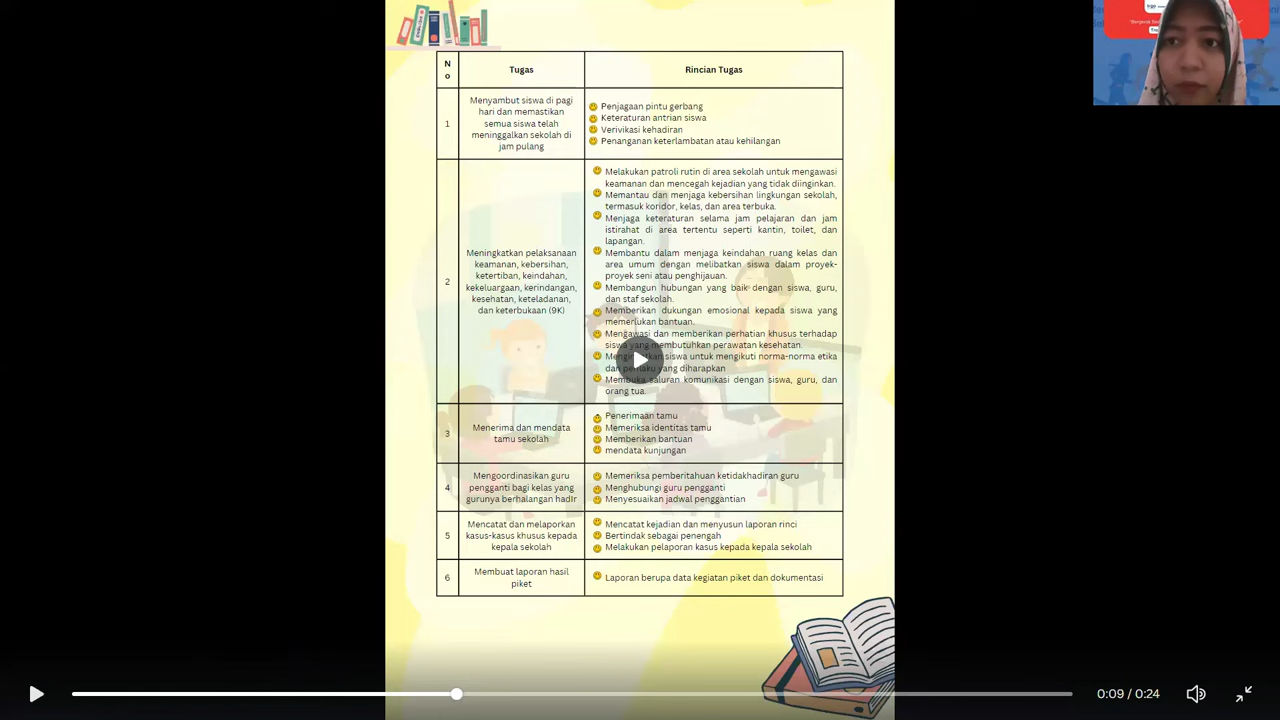 N
o
Tugas
Rincian Tugas
1
Menyambut siswa di pagi
hari dan memastikan
semua siswa telah
meninggalkan sekolah di
jam pulang
Penjagaan pintu gerbang
Keteraturan antrian siswa
Verivikasi kehadiran
Penanganan keterlambatan atau kehilangan
2
Meningkatkan pelaksanaan
keamanan, kebersihan,
ketertiban, keindahan,
kekeluargaan, kerindangan,
kesehatan, keteladanan,
dan keterbukaan (9K)
Melakukan patroli rutin di area sekolah untuk mengawasi
keamanan dan mencegah kejadian yang tidak diinginkan.
Memantau dan menjaga kebersihan lingkungan sekolah,
termasuk koridor, kelas, dan area terbuka.
Menjaga keteraturan selama jam pelajaran dan jam
istirahat di area tertentu seperti kantin, toilet, dan
lapangan.
Membantu dalam menjaga keindahan ruang kelas dan
area umum dengan melibatkan siswa dalam proyek-
proyek seni atau penghijauan.
Membangun hubungan yang baik dengan siswa, guru,
dan staf sekolah.
Memberikan dukungan emosional kepada siswa yang
memerlukan bantuan.
Mengawasi dan memberikan perhatian khusus terhadap
siswa yang membutuhkan perawatan kesehatan.
siswa untuk mengikuti norma-norma etika
dan yang diharapkan
Membuka saluran komunikasi dengan siswa, guru, dan
orang tua.
3
Menerima dan mendata
tamu sekolah
Penerimaan tamu
Memeriksa identitas tamu
Memberikan bantuan
mendata kunjungan
4
Mengoordinasikan guru
pengganti bagi kelas yang
gurunya berhalangan hadir
Memeriksa pemberitahuan ketidakhadiran guru
Menghubungi guru pengganti
Menyesuaikan jadwal penggantian
5
Mencatat dan melaporkan
kasus-kasus khusus kepada
kepala sekolah
Mencatat kejadian dan menyusun laporan rinci
Bertindak sebagai penengah
Melakukan pelaporan kasus kepada kepala sekolah
6
Membuat laporan hasil
piket
Laporan berupa data kegiatan piket dan dokumentasi
0:09 / 0:24